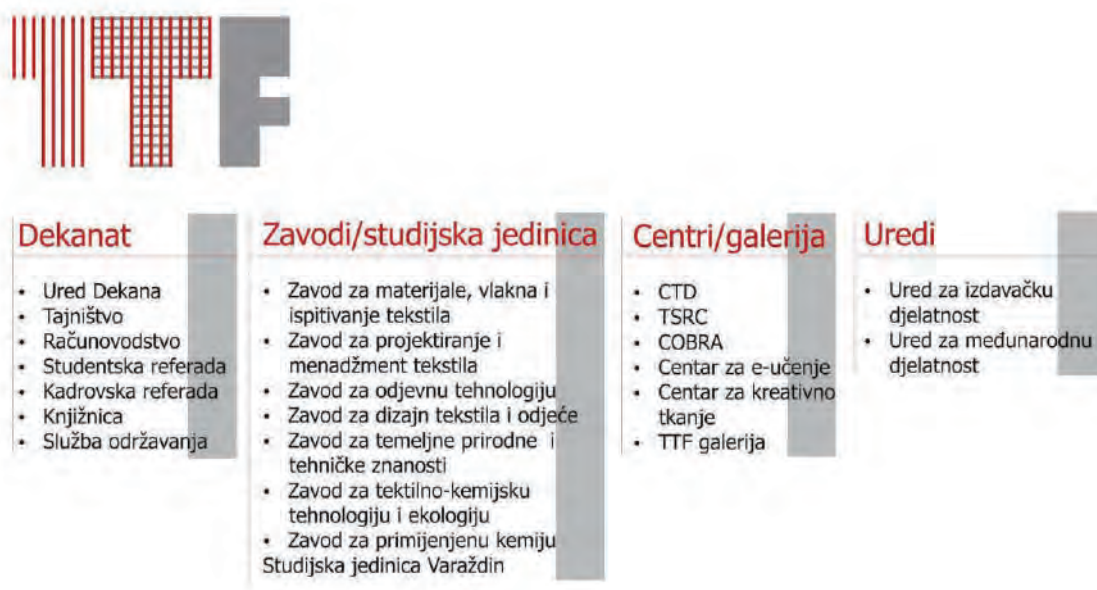 TTF
Dekanat
• Ured Dekana
• Tajništvo
• Računovodstvo
• Studentska referada
• Kadrovska referada
• Knjižnica
• Služba održavanja
Zavodi/studijska jedinica
• Zavod za materijale, vlakna i
ispitivanje tekstila
• Zavod za projektiranje i
menadžment tekstila
• Zavod za odjevnu tehnologiju
• Zavod za dizajn tekstila i odjeće
• Zavod za temeljne prirodne i
tehničke znanosti
• Zavod za tektilno-kemijsku
tehnologiju i ekologiju
• Zavod za primijenjenu kemiju
Studijska jedinica Varaždin
Centri/galerija
• CTD
• TSRC
• COBRA
• Centar za e-učenje
• Centar za kreativno
tkanje
• TTF galerija
Uredi
• Ured za izdavačku
djelatnost
• Ured za međunarodnu
djelatnost